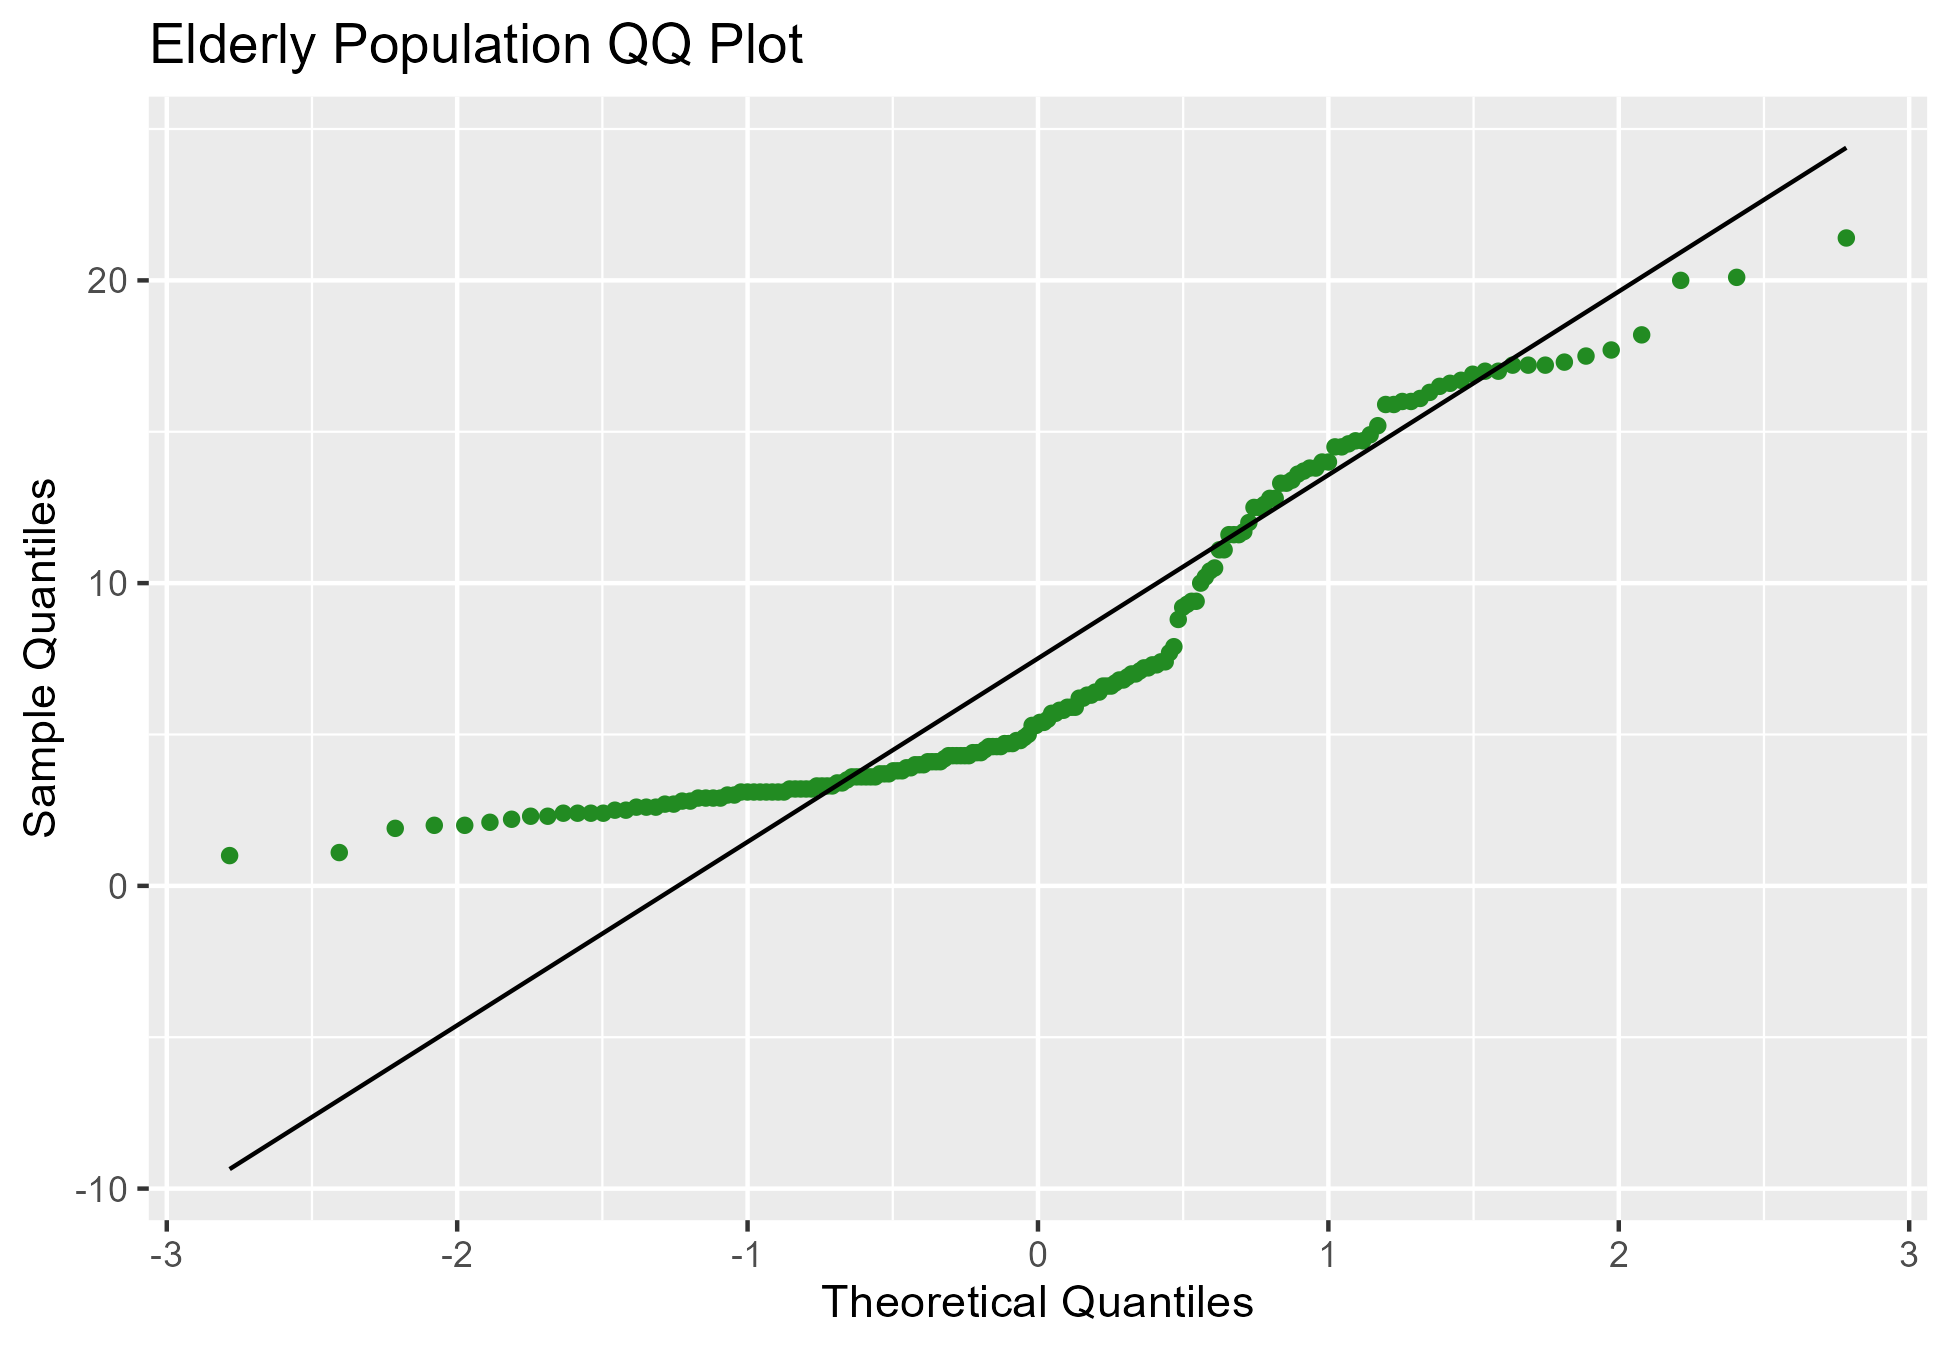 Elderly Population QQ Plot
Sample Quantiles
20
10
0
-10
-3 -2 -1 0 1 2 3
Theoretical Quantiles